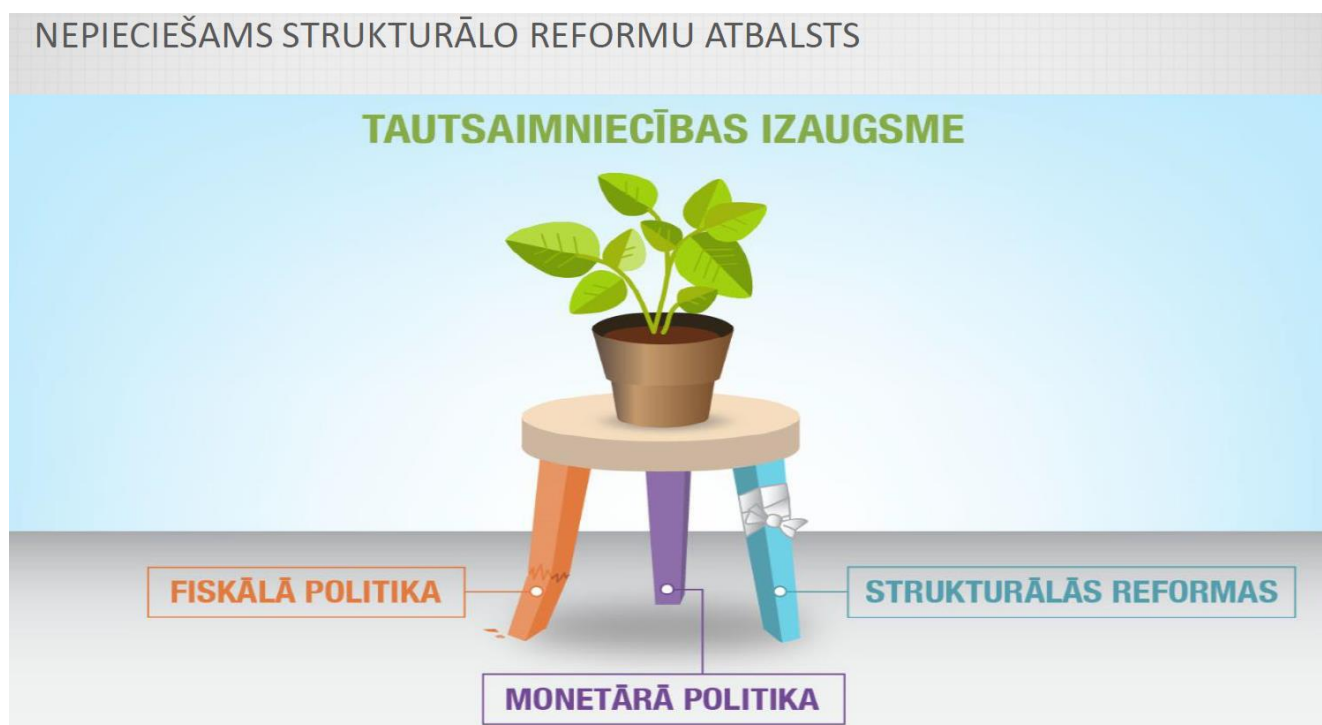 NEPIECIEŠAMS STRUKTURĀLO REFORMU ATBALSTS
TAUTSAIMNIECĪBAS IZAUGSME
FISKĀLĀ POLITIKA
STRUKTURĀLĀS REFORMAS
MONETĀRĀ POLITIKA